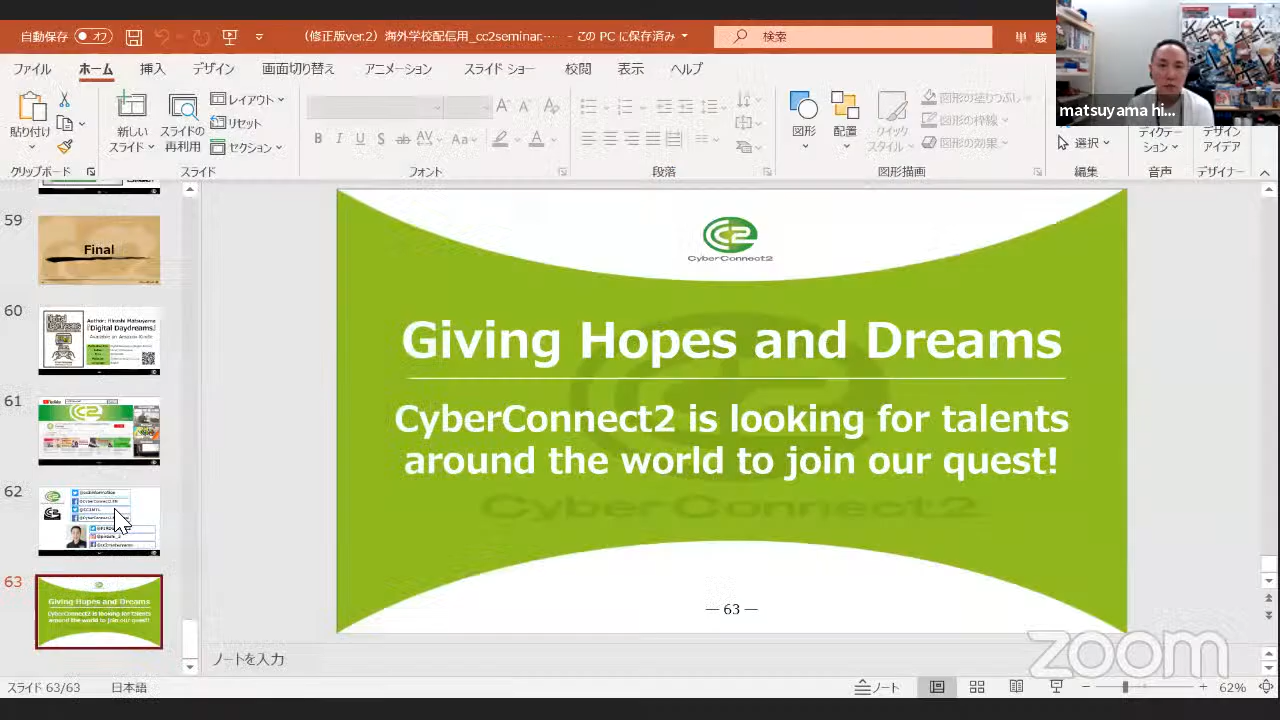 自動保存 オフ
(修正版ver.2) 海外学校配信用_cc2seminar.… - この PC に保存済み
検索
ファイル ホーム 挿入 デザイン 画面切り替え アニメーション スライド ショー 校閲 表示 ヘルプ
matsuyama hi...
貼り付け
クリップボード
新しい
スライド
スライドの
再利用
レイアウト
リセット
セクション
スライド
B I U S ab AV Aa A
フォント
段落
図形
配置
クイック
スタイル
図形の塗りつぶし
図形の枠線
図形の効果
図形描画
選択
編集
ディクテー
ション
音声
デザイン
アイデア
デザイナー
59
Final
60
Author: Hiroshi Matsuyama
『Digital Daydreams』
61
62
63
Giving Hopes and Dreams
CyberConnect2 is looking for talents
around the world to join our quest!
CyberConnect2
Giving Hopes and Dreams
CyberConnect2 is looking for talents
around the world to join our quest!
CyberConnect2
— 63 —
ノートを入力
zoom
スライド 63/63 日本語
ノート
62%